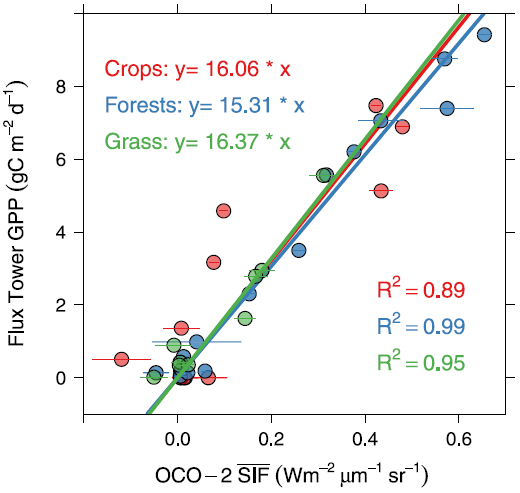 Crops: y= 16.06 * x
Forests: y= 15.31 * x
Grass: y= 16.37 * x
R² = 0.89
R² = 0.99
R² = 0.95
Flux Tower GPP (gC m⁻² d⁻¹)
8
6
4
2
0
0.0 0.2 0.4 0.6
OCO−2 S̅I̅F̅ (Wm⁻² μm⁻¹ sr⁻¹)